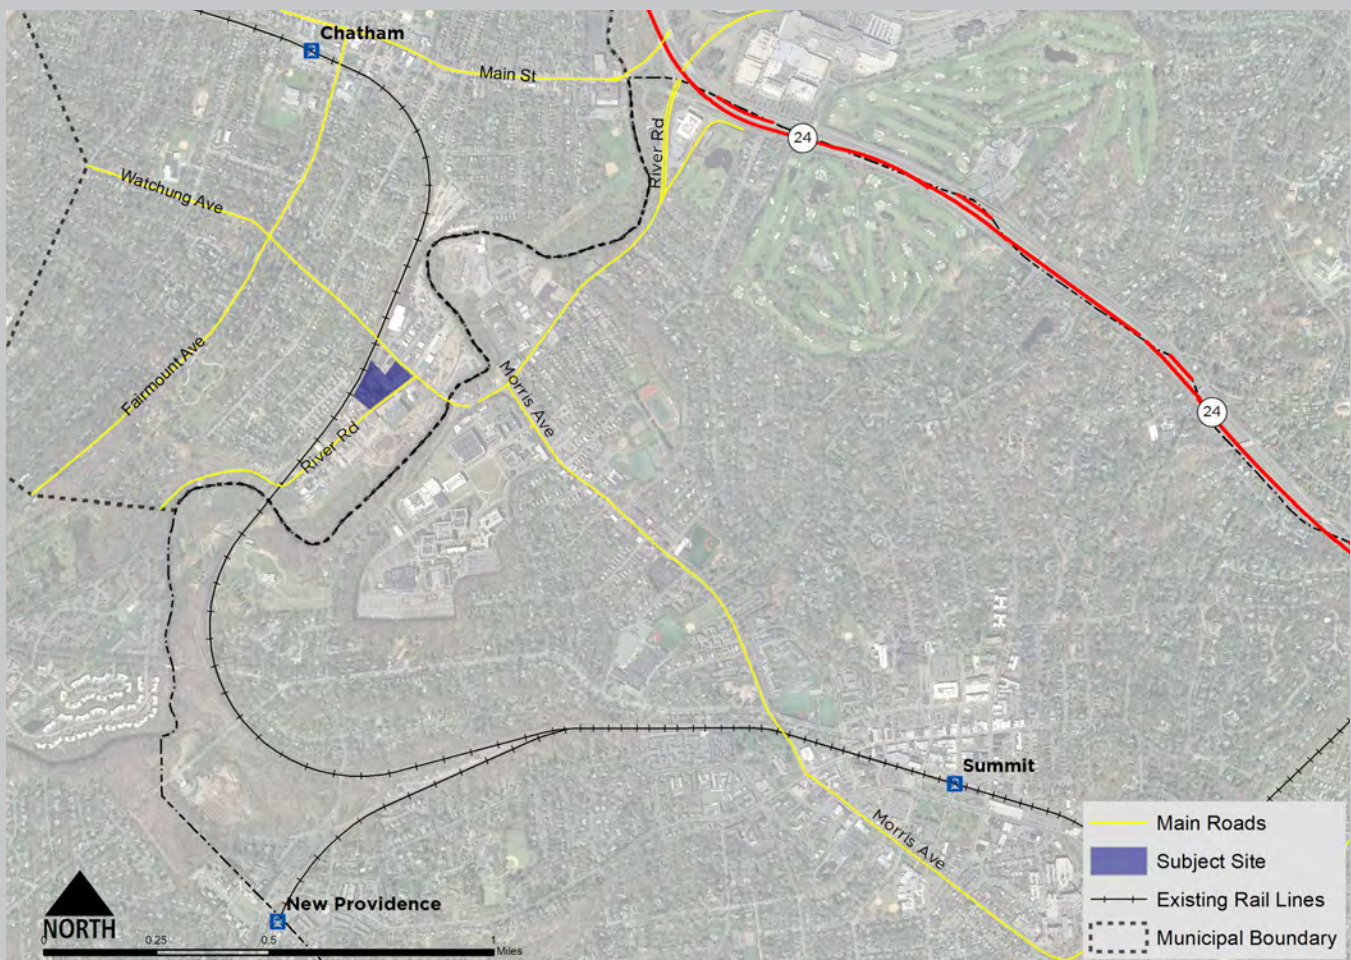 Chatham
Main St
River Rd
24
Watchung Ave
Fairmount Ave
Morris Ave
24
River Rd
Summit
Morris Ave
New Providence
NORTH
0 0.25 0.5 1
Miles
Main Roads
Subject Site
Existing Rail Lines
Municipal Boundary